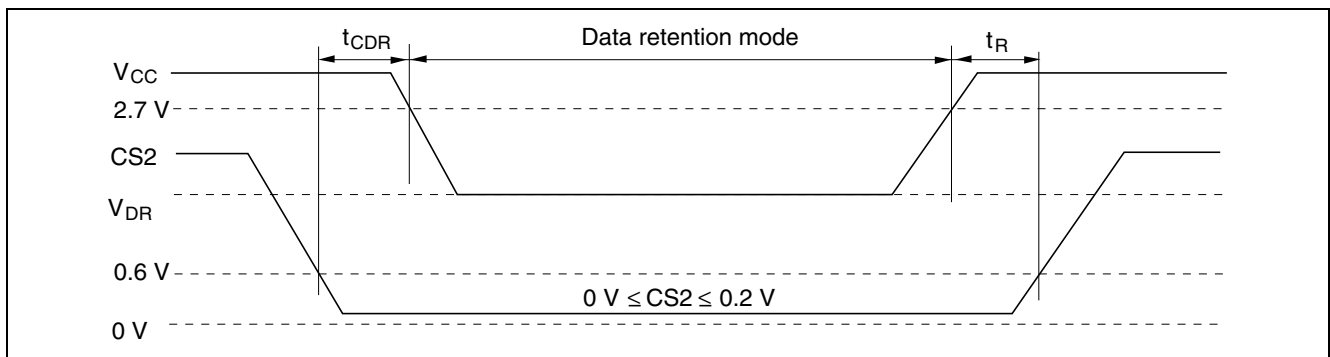 tCDR Data retention mode tR
VCC
2.7 V
CS2
VDR
0.6 V
0 V ≤ CS2 ≤ 0.2 V
0 V